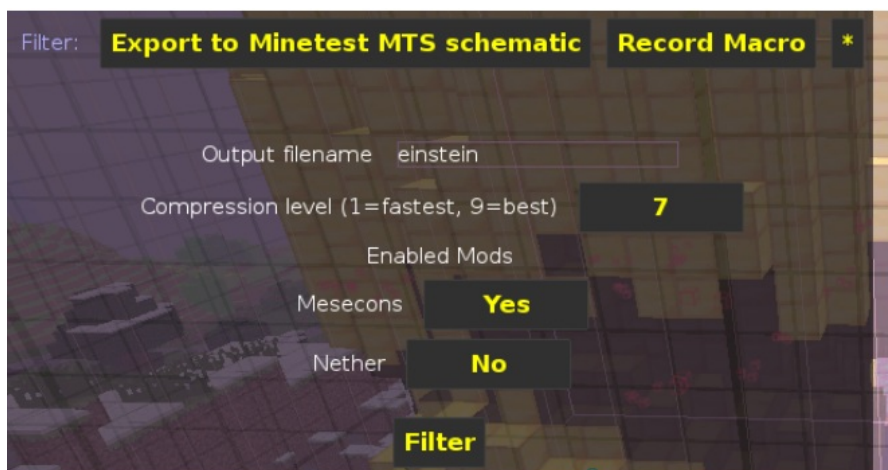 Filter: Export to Minetest MTS schematic Record Macro *
Output filename einstein
Compression level (1=fastest, 9=best) 7
Enabled Mods
Mesecons Yes
Nether No
Filter